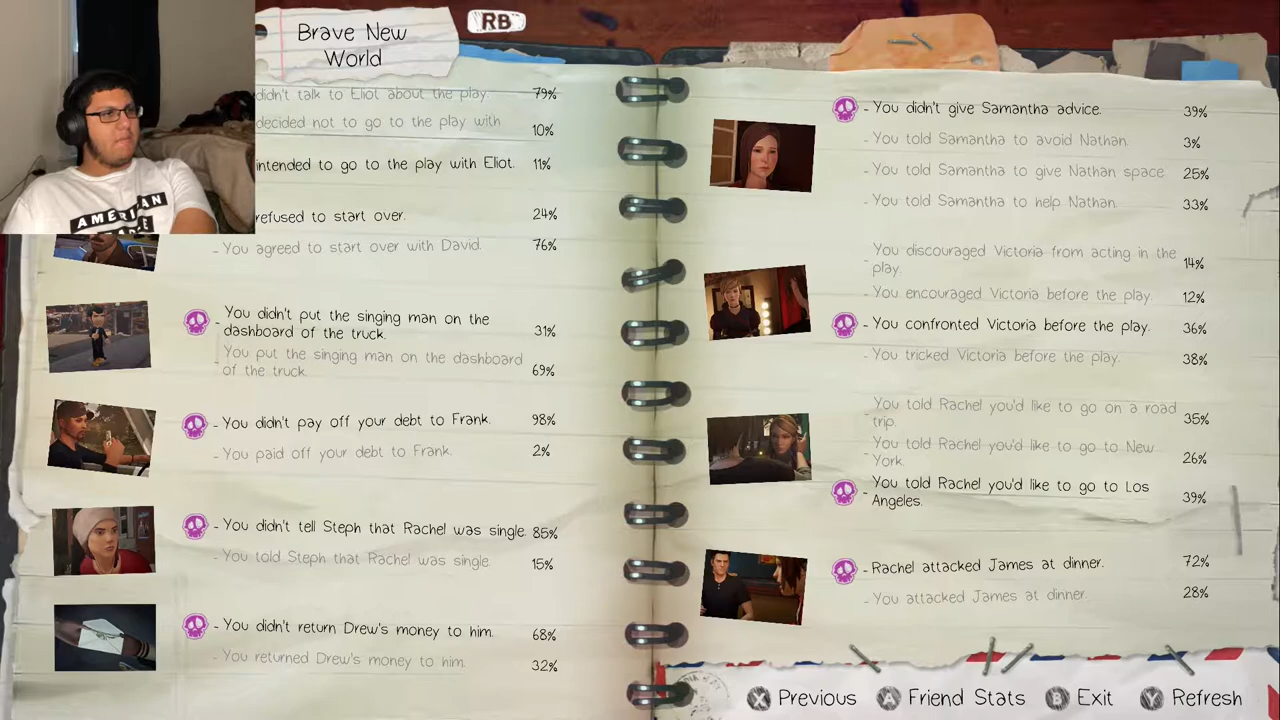 Brave New
World
RB
didn't talk to Eliot about the play. 79%
decided not to go to the play with 10%
intended to go to the play with Eliot. 11%
refused to start over. 24%
- You agreed to start over with David. 76%
- You didn't put the singing man on the
dashboard of the truck. 31%
- You put the singing man on the dashboard
of the truck. 69%
- You didn't pay off your debt to Frank. 98%
- You paid off your debt to Frank. 2%
- You didn't tell Steph that Rachel was single. 85%
- You told Steph that Rachel was single. 15%
- You didn't return Drew's money to him. 68%
- You returned Drew's money to him. 32%
- You didn't give Samantha advice. 39%
- You told Samantha to avoid Nathan. 3%
- You told Samantha to give Nathan space. 25%
- You told Samantha to help Nathan. 33%
- You discouraged Victoria from acting in the
play. 14%
- You encouraged Victoria before the play. 12%
- You confronted Victoria before the play. 36%
- You tricked Victoria before the play. 38%
- You told Rachel you'd like to go on a road
trip. 35%
- You told Rachel you'd like to go to New
York. 26%
- You told Rachel you'd like to go to Los
Angeles. 39%
- Rachel attacked James at dinner. 72%
- You attacked James at dinner. 28%
X Previous A Friend Stats B Exit Y Refresh